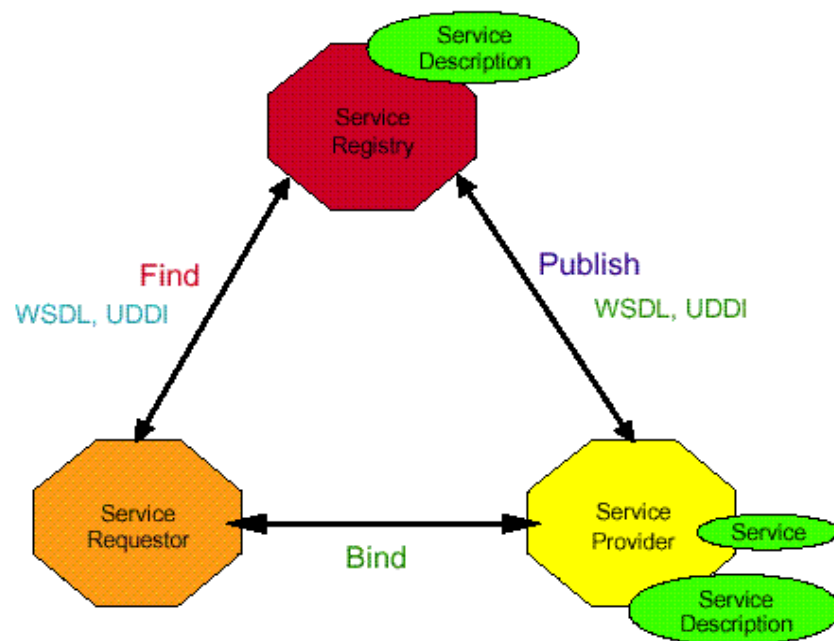 Service
Description
Service
Registry
Find
WSDL, UDDI
Publish
WSDL, UDDI
Service
Requestor
Bind
Service
Provider
Service
Service
Description